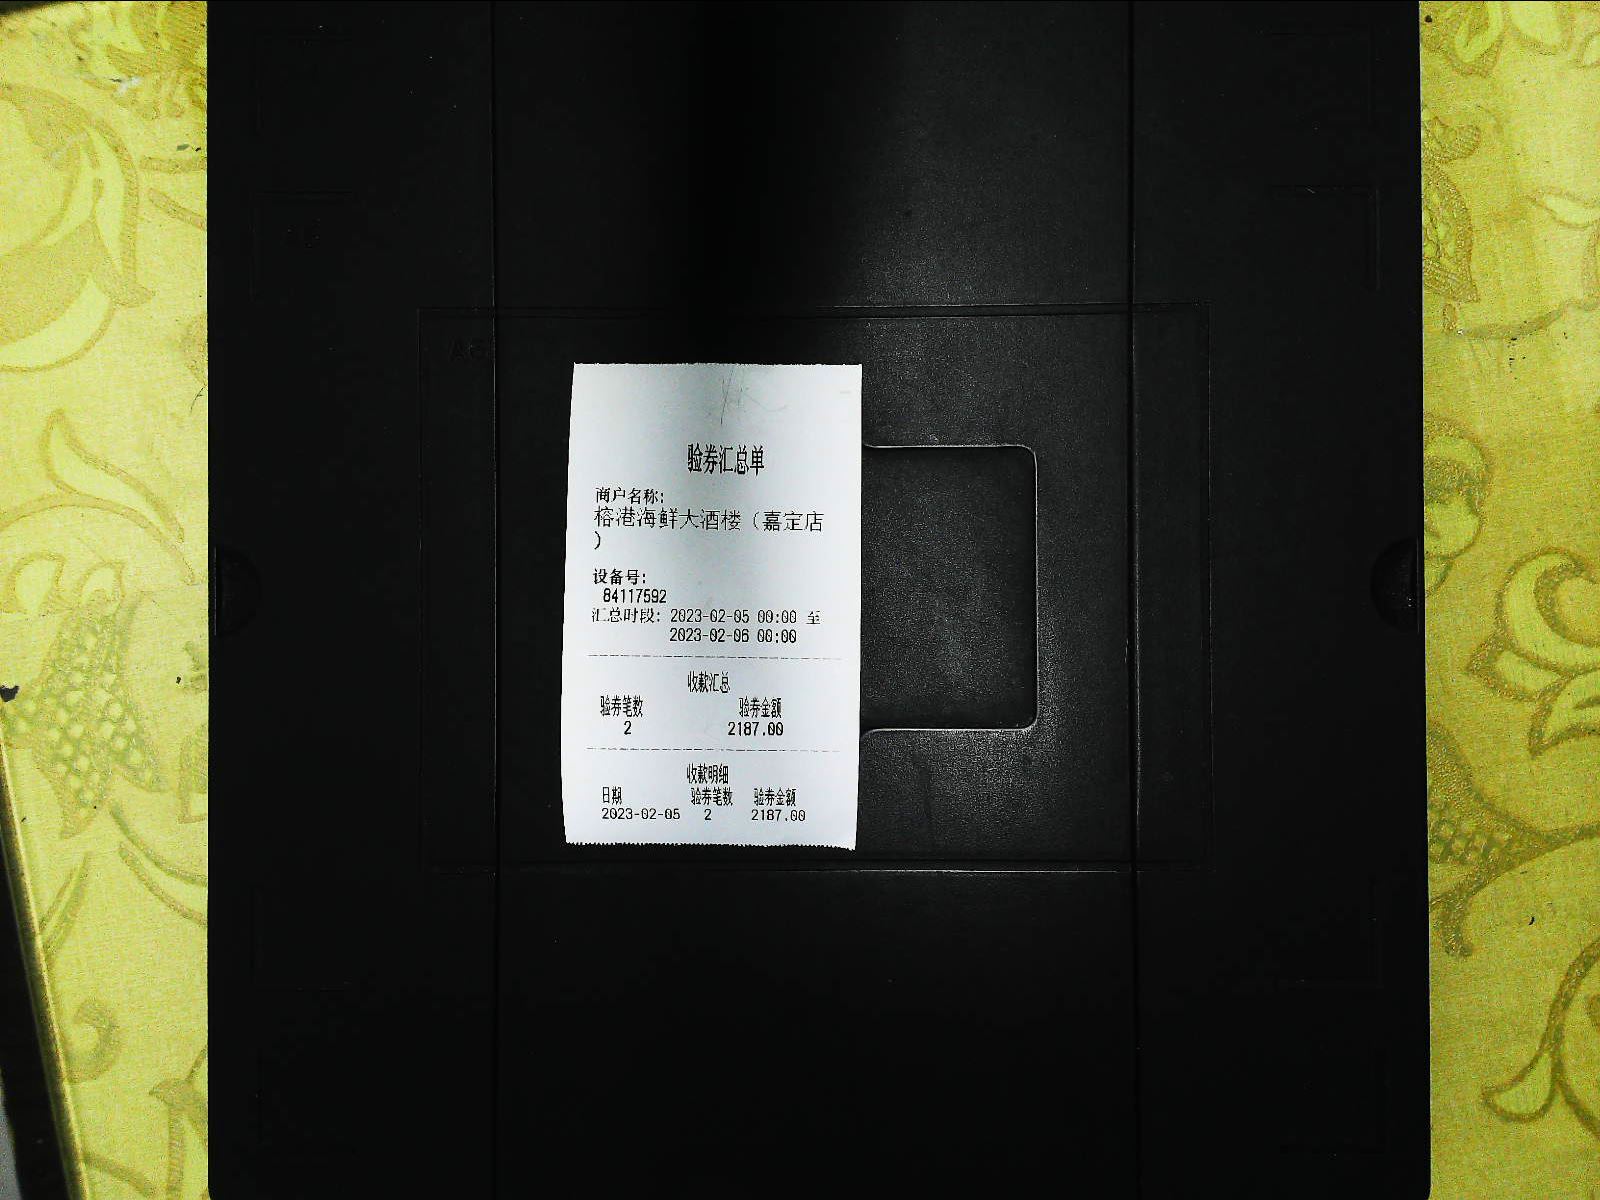 验券汇总单
商户名称:
榕港海鲜大酒楼（嘉定店
）
设备号:
84117592
汇总时段: 2023-02-05 00:00 至
2023-02-06 00:00
收款汇总
验券笔数 验券金额
2 2187.00
收款明细
日期 验券笔数 验券金额
2023-02-05 2 2187.00